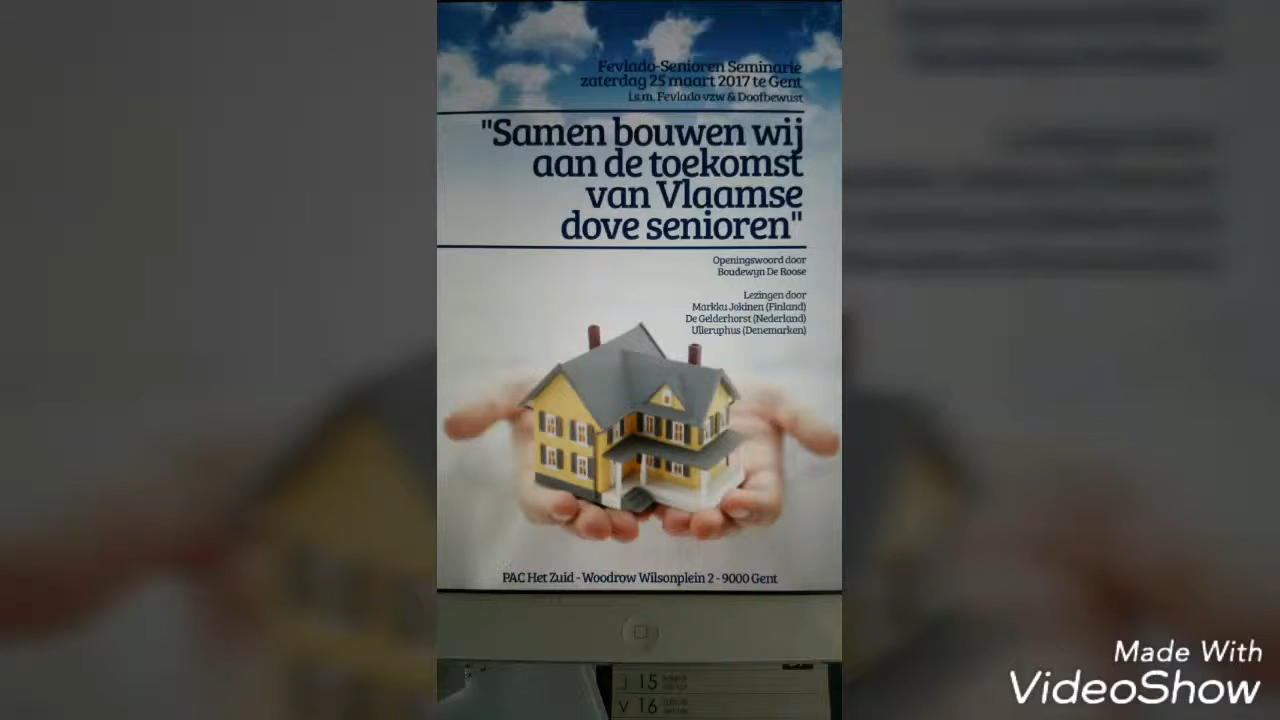 Fevlado-Senioren Seminarie
zaterdag 25 maart 2017 te Gent
i.s.m. Fevlado vzw & Doofbewust
"Samen bouwen wij
aan de toekomst
van Vlaamse
dove senioren"
Openingswoord door
Boudewyn De Roose
Lezingen door
Markku Jokinen (Finland)
De Gelderhorst (Nederland)
Ulleruphus (Denemarken)
PAC Het Zuid - Woodrow Wilsonplein 2 - 9000 Gent
J 15
V 16
Made With
VideoShow